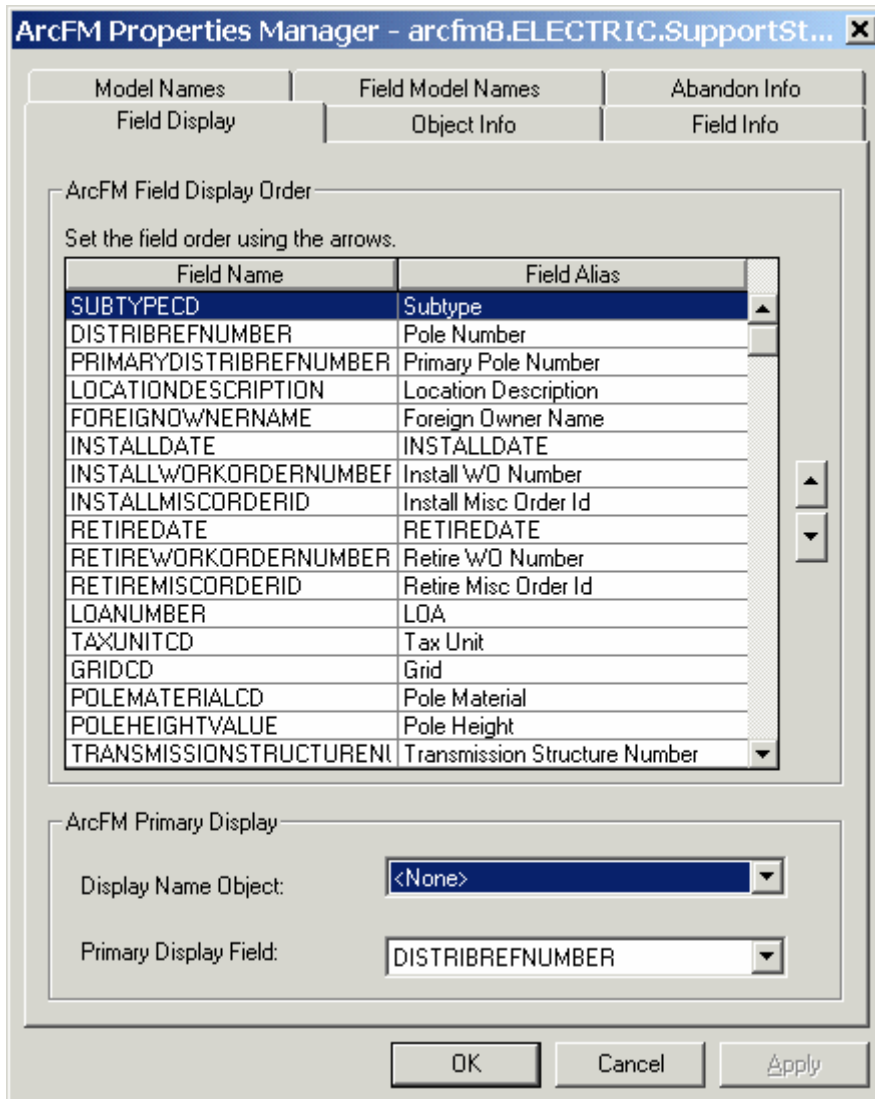 ArcFM Properties Manager - arcfm8.ELECTRIC.SupportSt...
Model Names Field Model Names Abandon Info
Field Display Object Info Field Info
ArcFM Field Display Order
Set the field order using the arrows.
Field Name Field Alias
SUBTYPECD Subtype
DISTRIBREFNUMBER Pole Number
PRIMARYDISTRIBREFNUMBER Primary Pole Number
LOCATIONDESCRIPTION Location Description
FOREIGNOWNERNAME Foreign Owner Name
INSTALLDATE INSTALLDATE
INSTALLWORKORDERNUMBER Install WO Number
INSTALLMISCORDERID Install Misc Order Id
RETIREDATE RETIREDATE
RETIREWORKORDERNUMBER Retire WO Number
RETIREMISCORDERID Retire Misc Order Id
LOANUMBER LOA
TAXUNITCD Tax Unit
GRIDCD Grid
POLEMATERIALCD Pole Material
POLEHEIGHTVALUE Pole Height
TRANSMISSIONSTRUCTURENU Transmission Structure Number
ArcFM Primary Display
Display Name Object: <None>
Primary Display Field: DISTRIBREFNUMBER
OK Cancel Apply